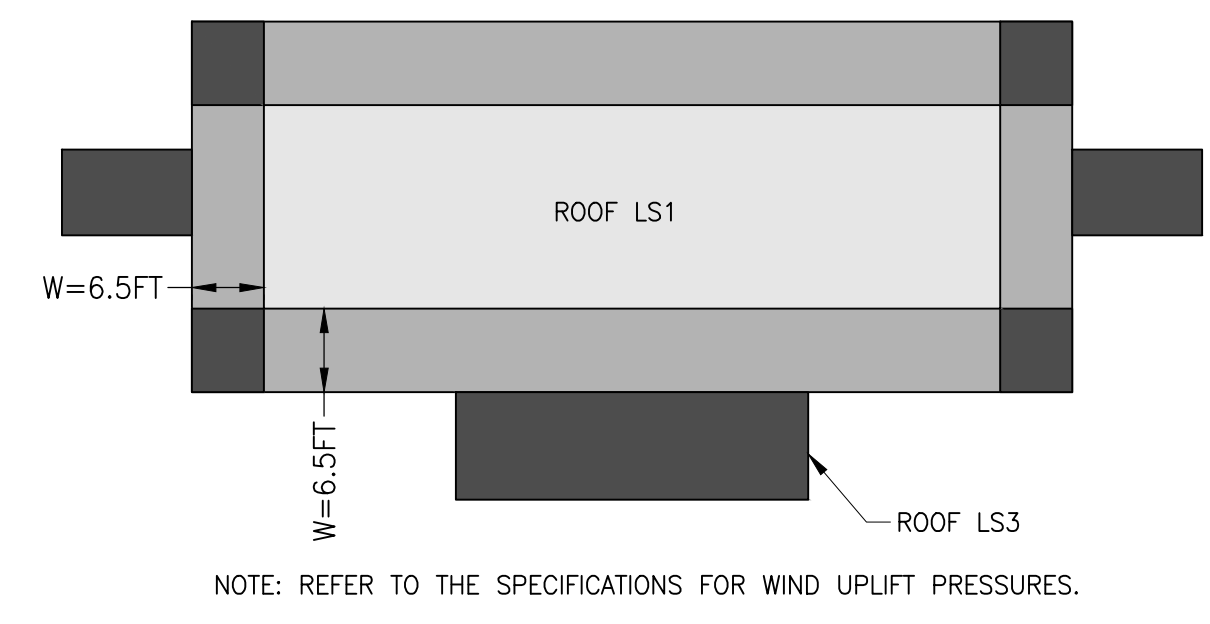 ROOF LS1
W=6.5FT
W=6.5FT
ROOF LS3
NOTE: REFER TO THE SPECIFICATIONS FOR WIND UPLIFT PRESSURES.